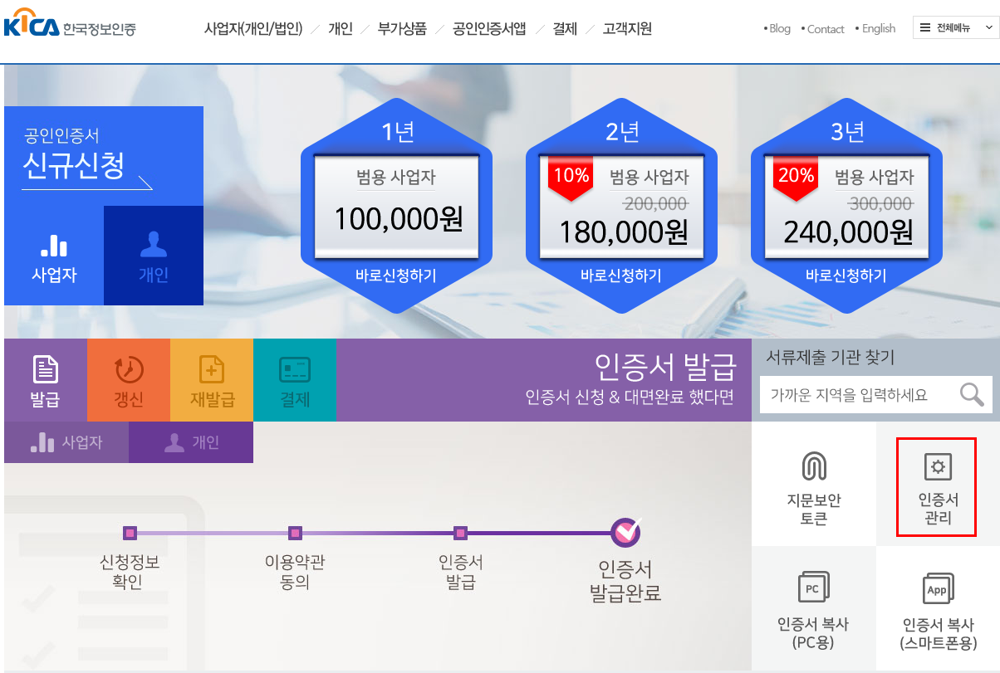 KICA 한국정보인증
사업자(개인/법인) / 개인 / 부가상품 / 공인인증서앱 / 결제 / 고객지원
• Blog • Contact • English
전체메뉴
공인인증서
신규신청
사업자
개인
1년
범용 사업자
100,000원
바로신청하기
2년
10%
범용 사업자
200,000
180,000원
바로신청하기
3년
20%
범용 사업자
300,000
240,000원
바로신청하기
발급
갱신
재발급
결제
인증서 발급
인증서 신청 & 대면완료 했다면
사업자
개인
신청정보
확인
이용약관
동의
인증서
발급
인증서
발급완료
서류제출 기관 찾기
가까운 지역을 입력하세요
지문보안
토큰
인증서
관리
PC
인증서 복사
(PC용)
App
인증서 복사
(스마트폰용)